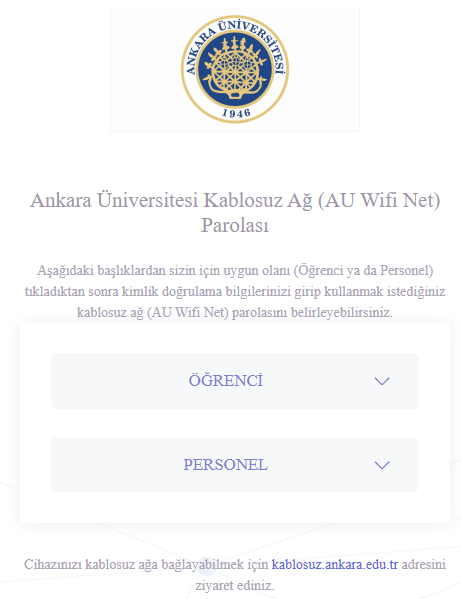 ANKARA ÜNİVERSİTESİ
1946
Ankara Üniversitesi Kablosuz Ağ (AU Wifi Net)
Parolası
Aşağıdaki başlıklardan sizin için uygun olanı (Öğrenci ya da Personel)
tıkladıktan sonra kimlik doğrulama bilgilerinizi girip kullanmak istediğiniz
kablosuz ağ (AU Wifi Net) parolasını belirleyebilirsiniz.
ÖĞRENCİ
PERSONEL
Cihazınızı kablosuz ağa bağlayabilmek için kablosuz.ankara.edu.tr adresini
ziyaret ediniz.